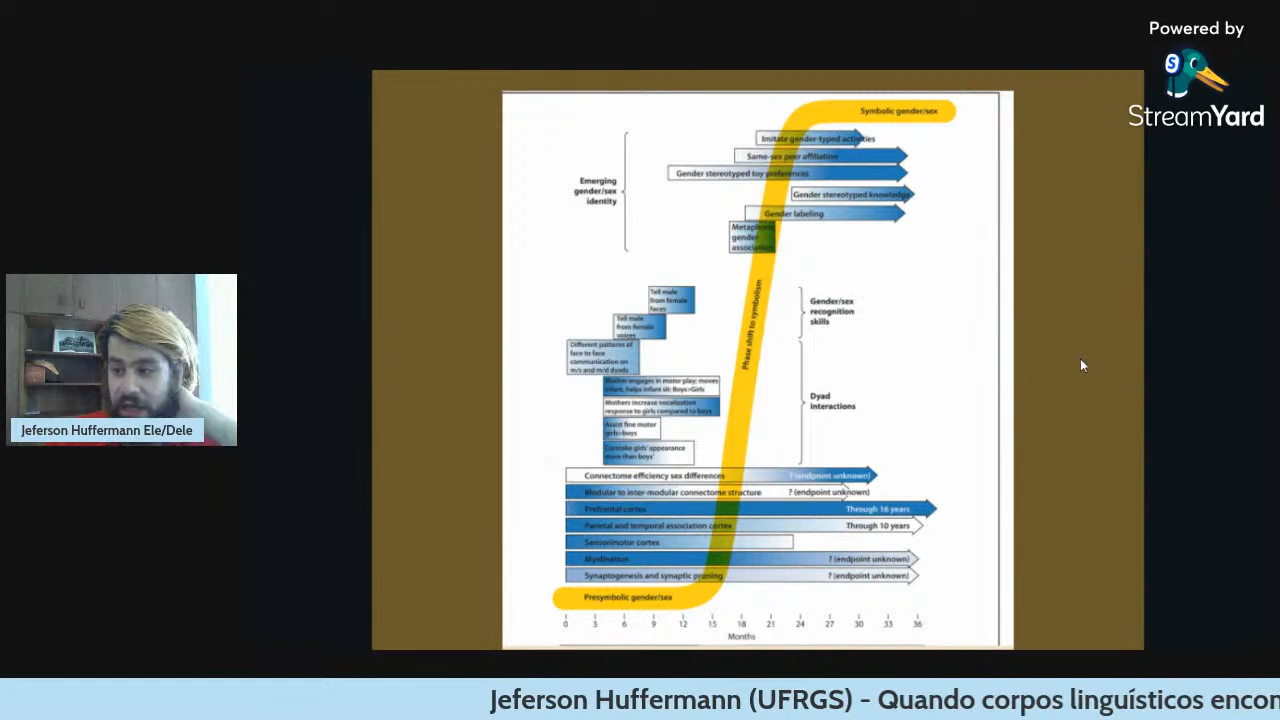 Powered by
StreamYard
Symbolic gender/sex
Imitate gender-typed activities
Same-sex peer affiliation
Gender stereotyped toy preferences
Gender stereotyped knowledge
Gender labeling
Metaphoric
gender
association
Emerging
gender/sex
identity
Tell male
from female
faces
Tell male
from female
voices
Gender/sex
recognition
skills
Different patterns of
face to face
communication on
m/s and m/d dyads
Mother engages in motor play; moves
infant, helps infant sit: Boys>Girls
Mothers increase vocalization
response to girls compared to boys
Assist fine motor
girls>boys
girls' appearance
more than boys'
Dyad
interactions
Phase shift to symbolism
Connectome efficiency sex differences ? (endpoint unknown)
Modular to inter-modular connectome structure ? (endpoint unknown)
Prefrontal cortex Through 16 years
Parietal and temporal association cortex Through 10 years
Sensorimotor cortex
Myelination ? (endpoint unknown)
Synaptogenesis and synaptic pruning ? (endpoint unknown)
Presymbolic gender/sex
0 3 6 9 12 15 18 21 24 27 30 33 36
Months
Jeferson Huffermann Ele/Dele
Jeferson Huffermann (UFRGS) - Quando corpos linguísticos encon